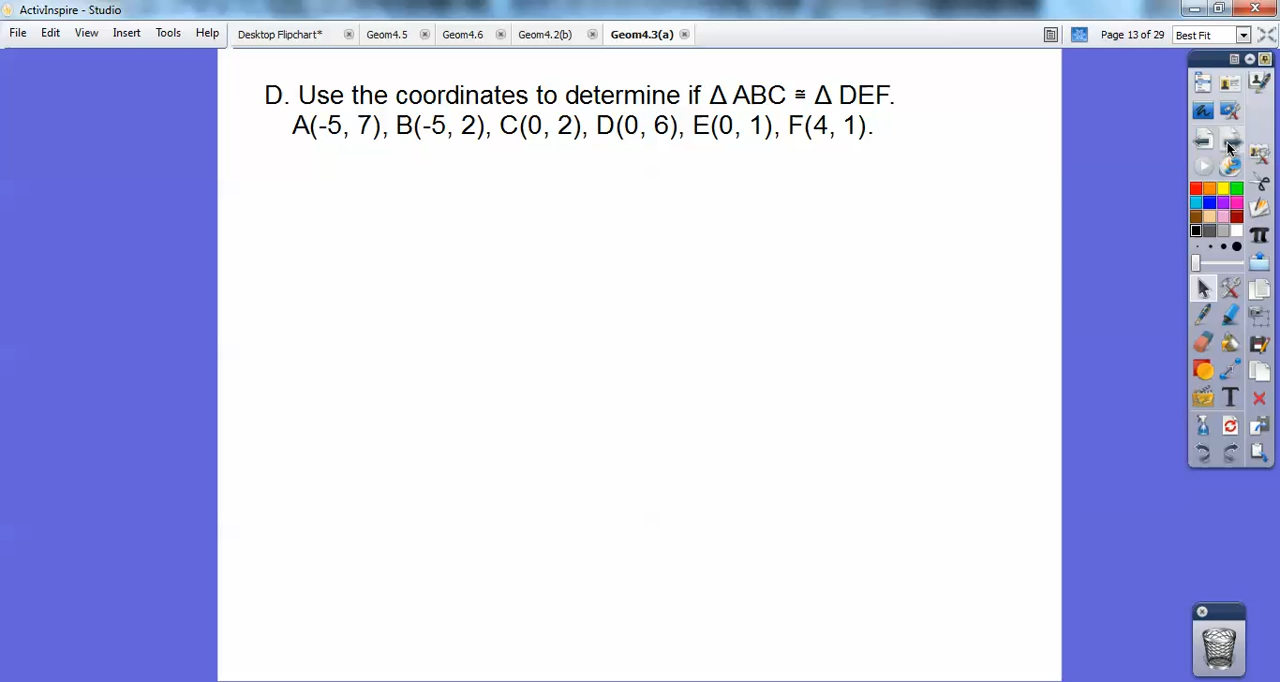 ActivInspire - Studio
File Edit View Insert Tools Help
Desktop Flipchart* Geom4.5 Geom4.6 Geom4.2(b) Geom4.3(a)
Page 13 of 29 Best Fit
D. Use the coordinates to determine if Δ ABC ≅ Δ DEF.
A(-5, 7), B(-5, 2), C(0, 2), D(0, 6), E(0, 1), F(4, 1).